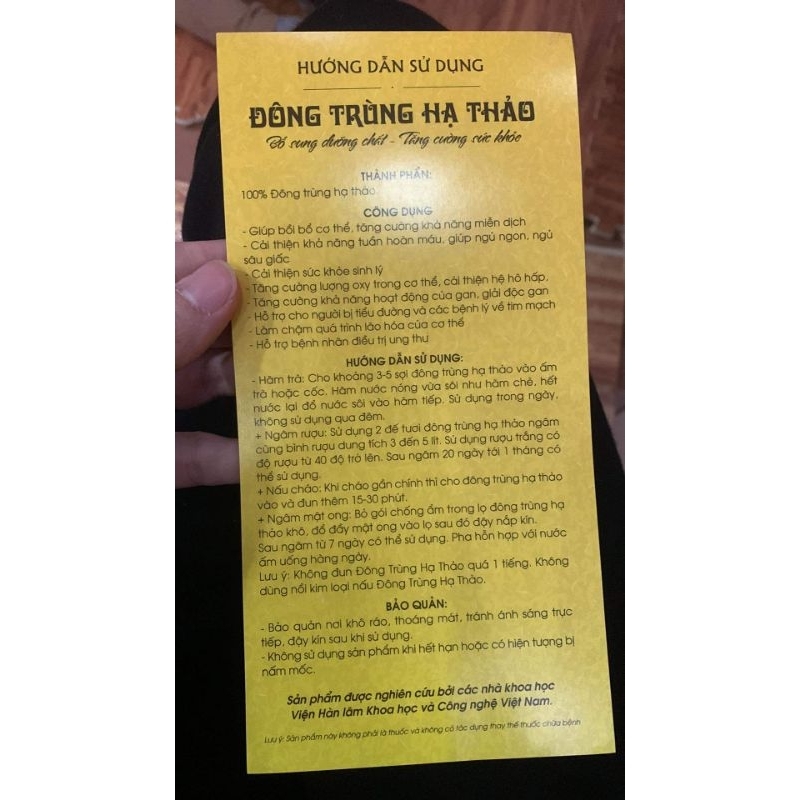 HƯỚNG DẪN SỬ DỤNG
ĐÔNG TRÙNG HẠ THẢO
Bổ sung dưỡng chất - Tăng cường sức khỏe
THÀNH PHẦN:
100% Đông trùng hạ thảo.
CÔNG DỤNG
- Giúp bồi bổ cơ thể, tăng cường khả năng miễn dịch
- Cải thiện khả năng tuần hoàn máu, giúp ngủ ngon, ngủ
sâu giấc
- Cải thiện sức khỏe sinh lý
- Tăng cường lượng oxy trong cơ thể, cải thiện hệ hô hấp.
- Tăng cường khả năng hoạt động của gan, giải độc gan
- Hỗ trợ cho người bị tiểu đường và các bệnh lý về tim mạch
- Làm chậm quá trình lão hóa của cơ thể
- Hỗ trợ bệnh nhân điều trị ung thư
HƯỚNG DẪN SỬ DỤNG:
- Hãm trà: Cho khoảng 3-5 sợi đông trùng hạ thảo vào ấm
trà hoặc cốc. Hãm nước nóng vừa sôi như hãm chè, hết
nước lại đổ nước sôi vào hãm tiếp. Sử dụng trong ngày,
không sử dụng qua đêm.
+ Ngâm rượu: Sử dụng 2 đế tươi đông trùng hạ thảo ngâm
cùng bình rượu dung tích 3 đến 5 lít. Sử dụng rượu trắng có
độ rượu từ 40 độ trở lên. Sau ngâm 20 ngày tới 1 tháng có
thể sử dụng.
+ Nấu cháo: Khi cháo gần chính thì cho đông trùng hạ thảo
vào và đun thêm 15-30 phút.
+ Ngâm mật ong: Bỏ gói chống ẩm trong lọ đông trùng hạ
thảo khô, đổ đầy mật ong vào lọ sau đó đậy nắp kín.
Sau ngâm từ 7 ngày có thể sử dụng. Pha hỗn hợp với nước
ấm uống hàng ngày.
Lưu ý: Không đun Đông Trùng Hạ Thảo quá 1 tiếng. Không
dùng nồi kim loại nấu Đông Trùng Hạ Thảo.
BẢO QUẢN:
- Bảo quản nơi khô ráo, thoáng mát, tránh ánh sáng trực
tiếp, đậy kín sau khi sử dụng.
- Không sử dụng sản phẩm khi hết hạn hoặc có hiện tượng bị
nấm mốc.
Sản phẩm được nghiên cứu bởi các nhà khoa học
Viện Hàn lâm Khoa học và Công nghệ Việt Nam.
Lưu ý: Sản phẩm này không phải là thuốc và không có tác dụng thay thế thuốc chữa bệnh